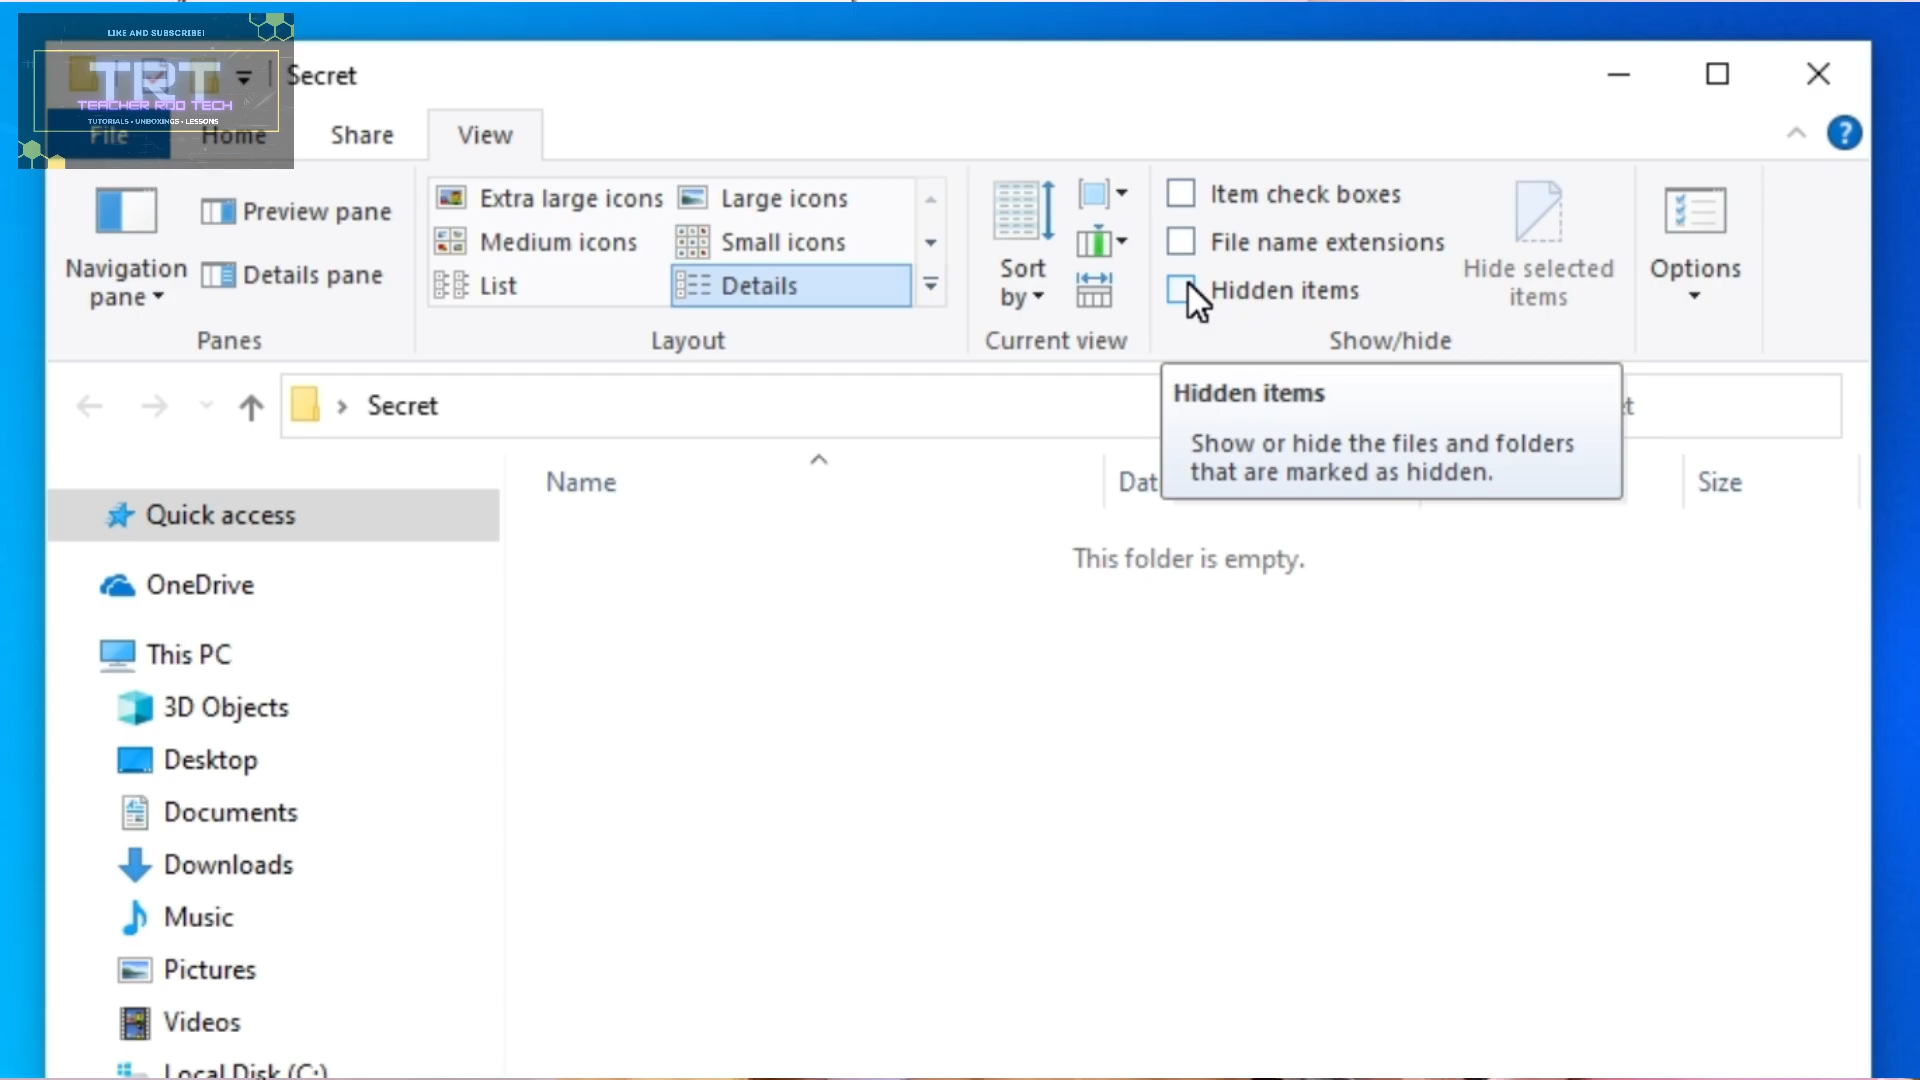 LIKE AND SUBSCRIBE!
TRT
TEACHER ROD TECH
TUTORIALS • UNBOXINGS • LESSONS
Secret
File
Home
Share
View
Navigation
pane
Preview pane
Details pane
Panes
Extra large icons
Large icons
Medium icons
Small icons
List
Details
Layout
Sort
by
Current view
Item check boxes
File name extensions
Hidden items
Hide selected
items
Show/hide
Options
Secret
Hidden items
Show or hide the files and folders
that are marked as hidden.
Name
Size
This folder is empty.
Quick access
OneDrive
This PC
3D Objects
Desktop
Documents
Downloads
Music
Pictures
Videos
Local Disk (C:)